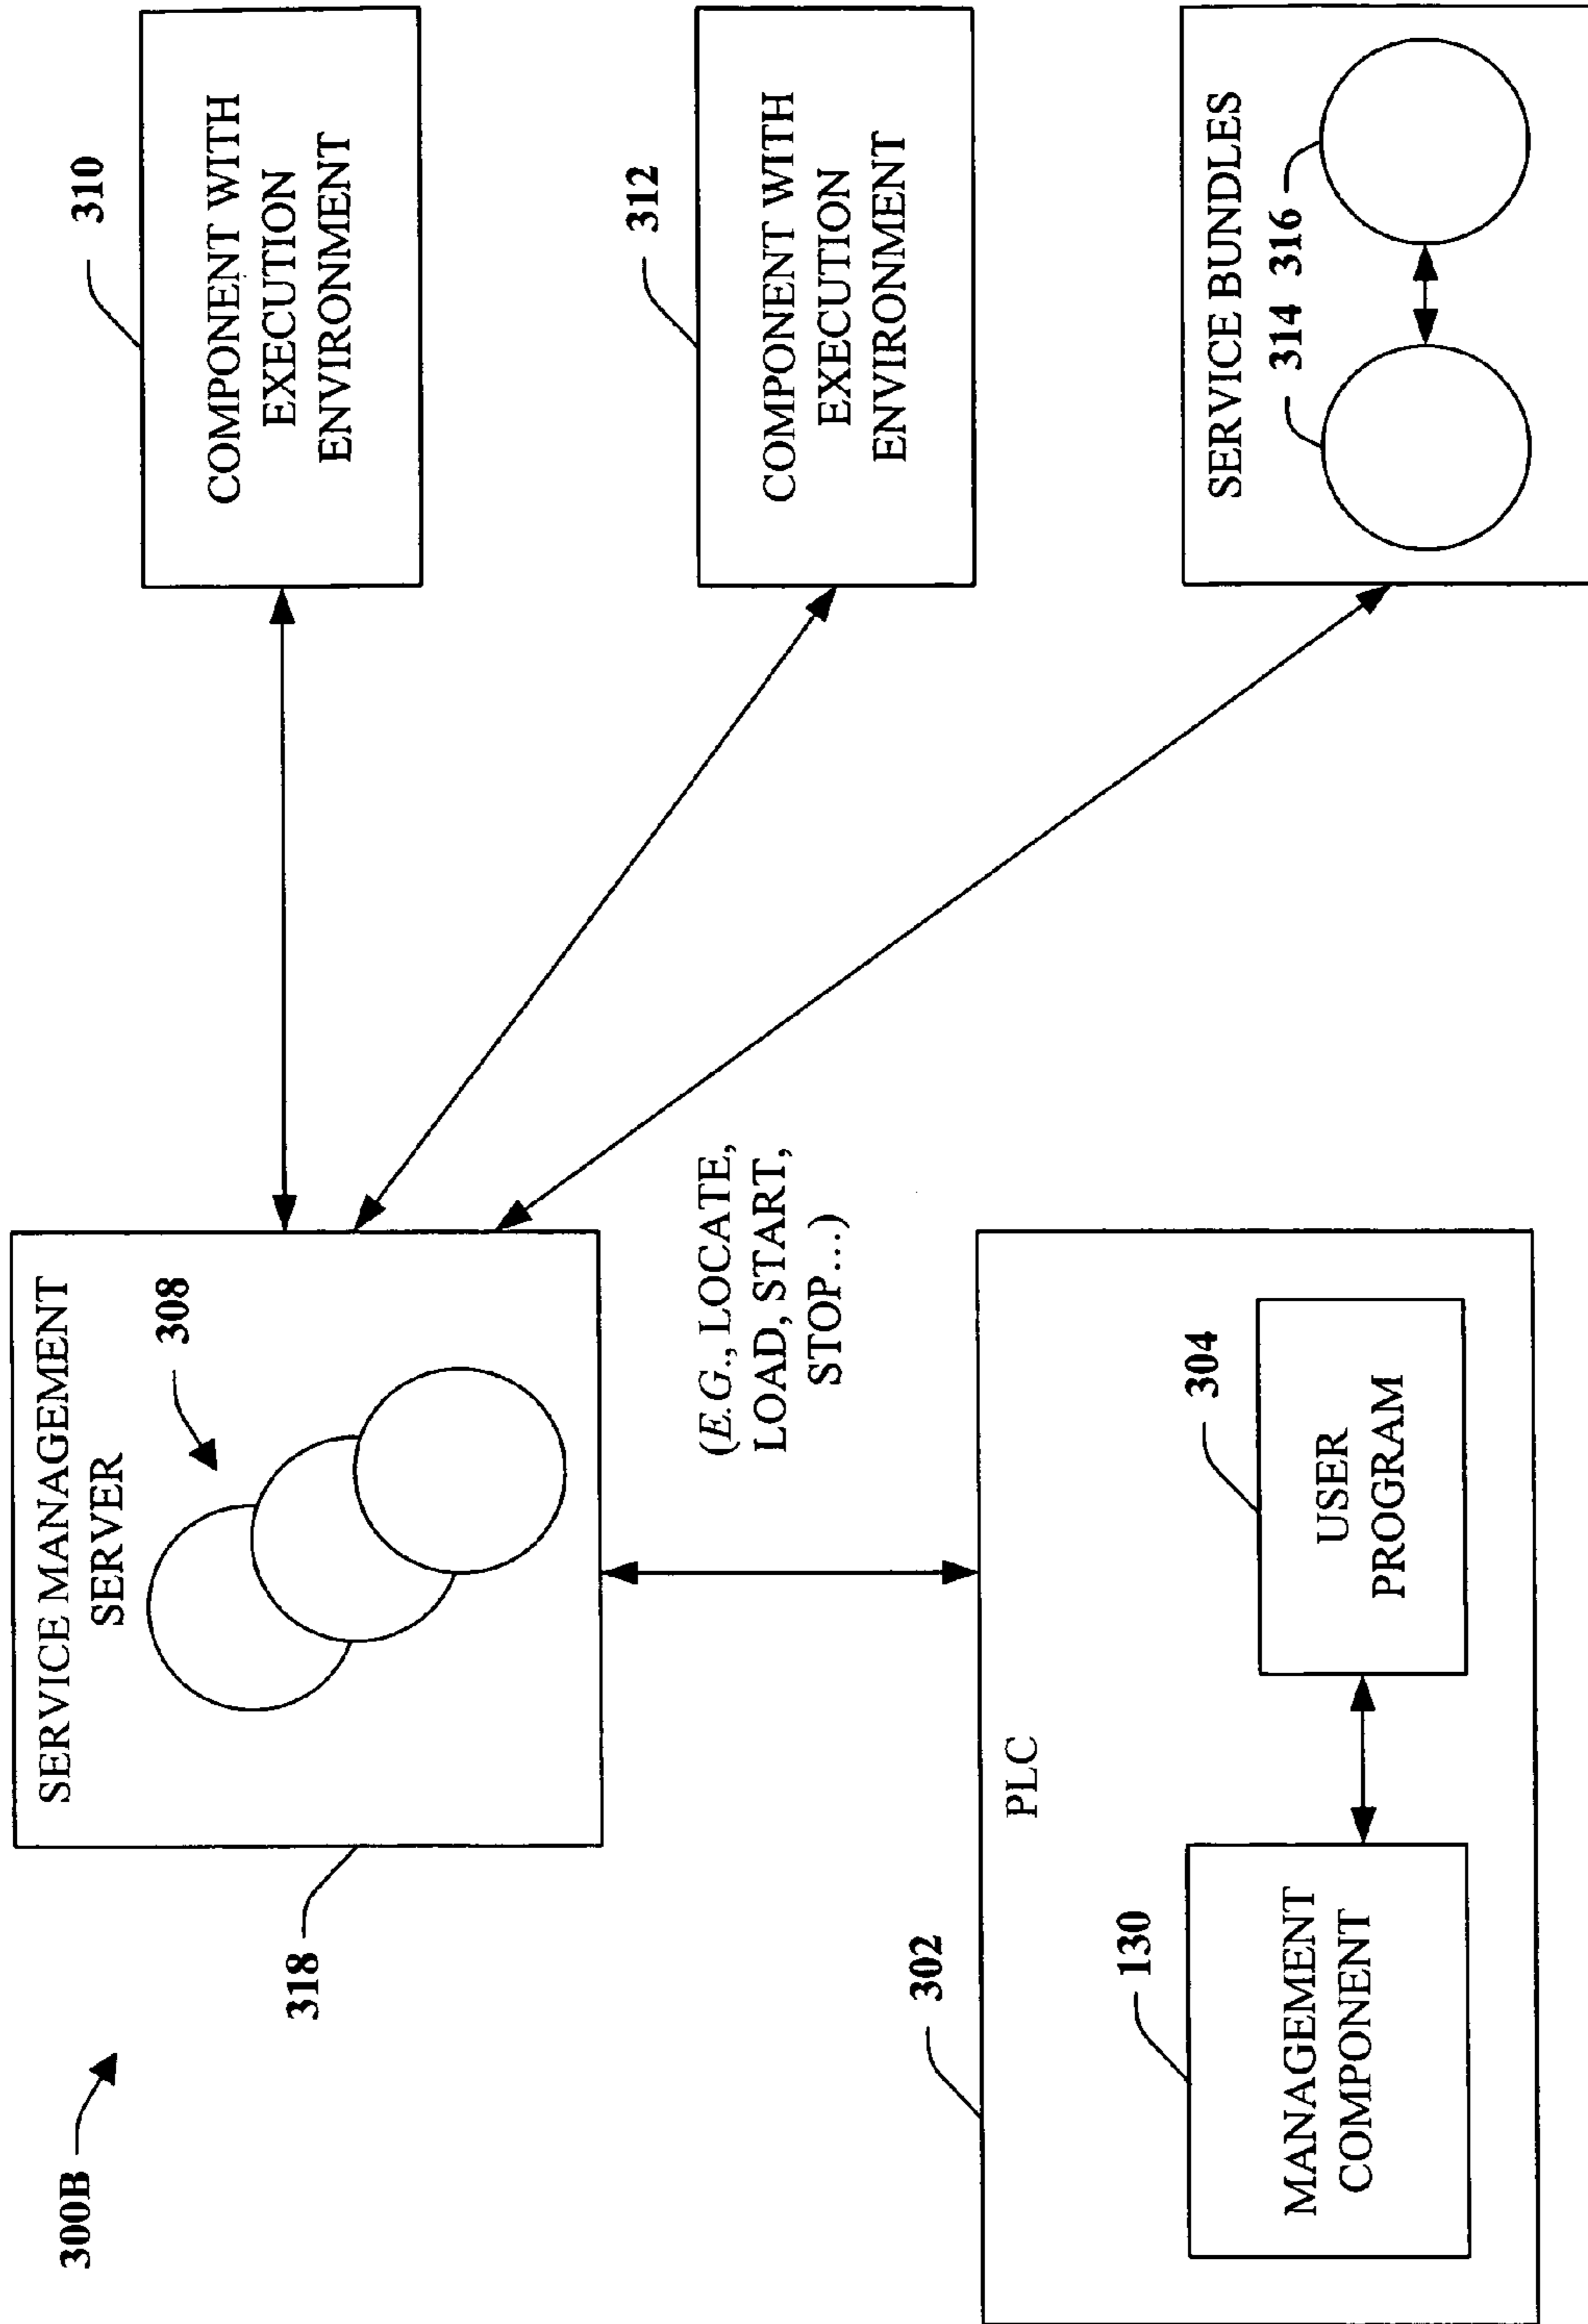 300B
318
SERVICE MANAGEMENT
SERVER
308
310
COMPONENT WITH
EXECUTION
ENVIRONMENT
(E.G., LOCATE,
LOAD, START,
STOP…)
312
COMPONENT WITH
EXECUTION
ENVIRONMENT
302
PLC
130
MANAGEMENT
COMPONENT
304
USER
PROGRAM
SERVICE BUNDLES
314 316